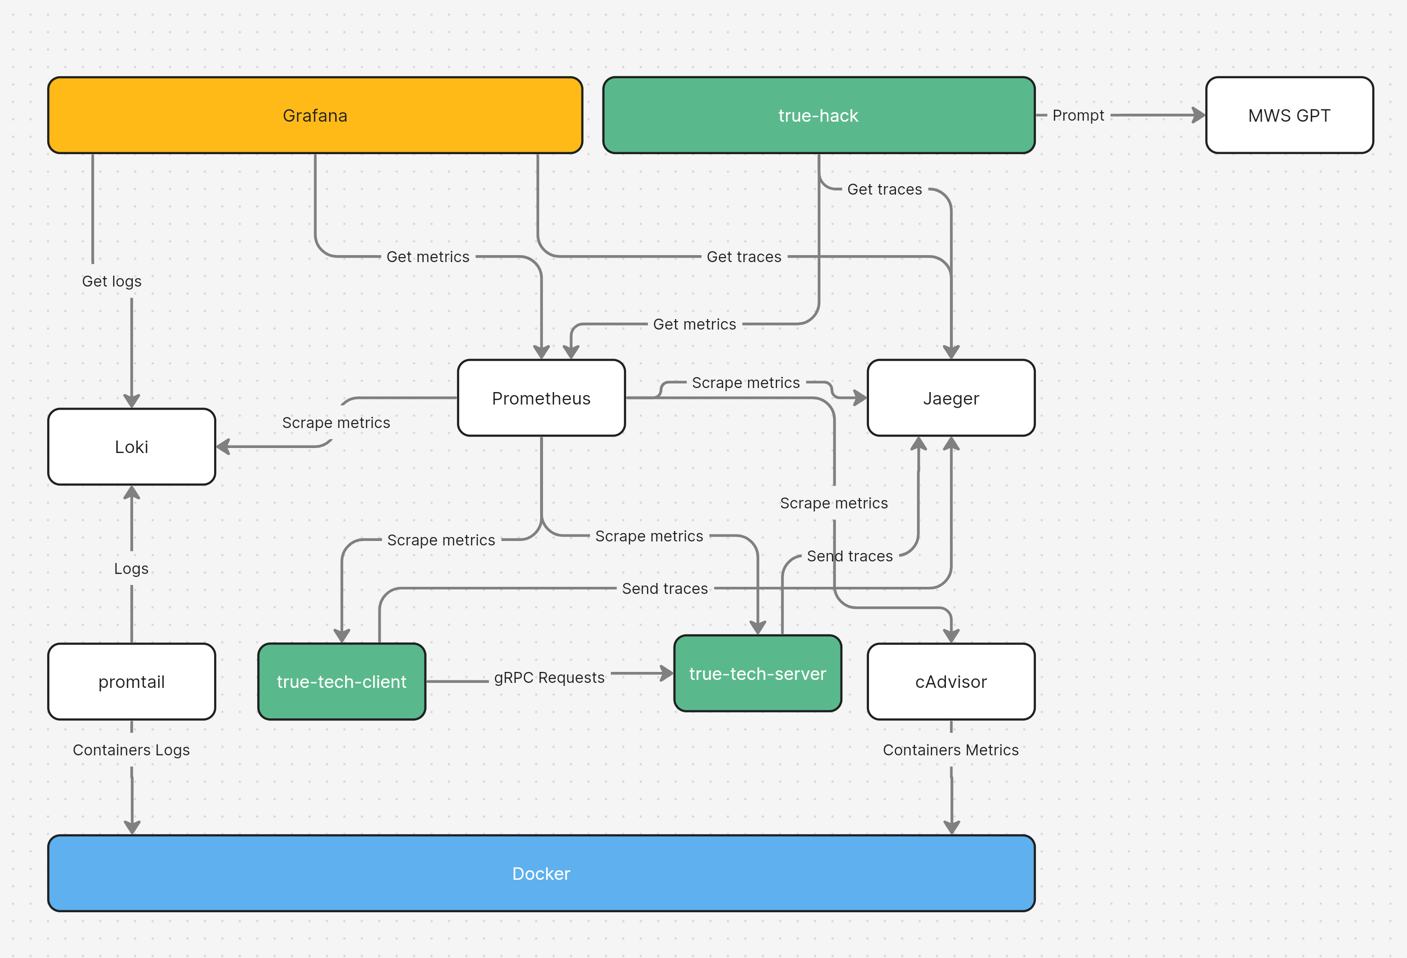 Grafana
true-hack
Prompt
MWS GPT
Get traces
Get metrics
Get traces
Get logs
Get metrics
Scrape metrics
Prometheus
Jaeger
Scrape metrics
Loki
Scrape metrics
Scrape metrics
Scrape metrics
Send traces
Logs
Send traces
true-tech-server
gRPC Requests
promtail
true-tech-client
cAdvisor
Containers Logs
Containers Metrics
Docker